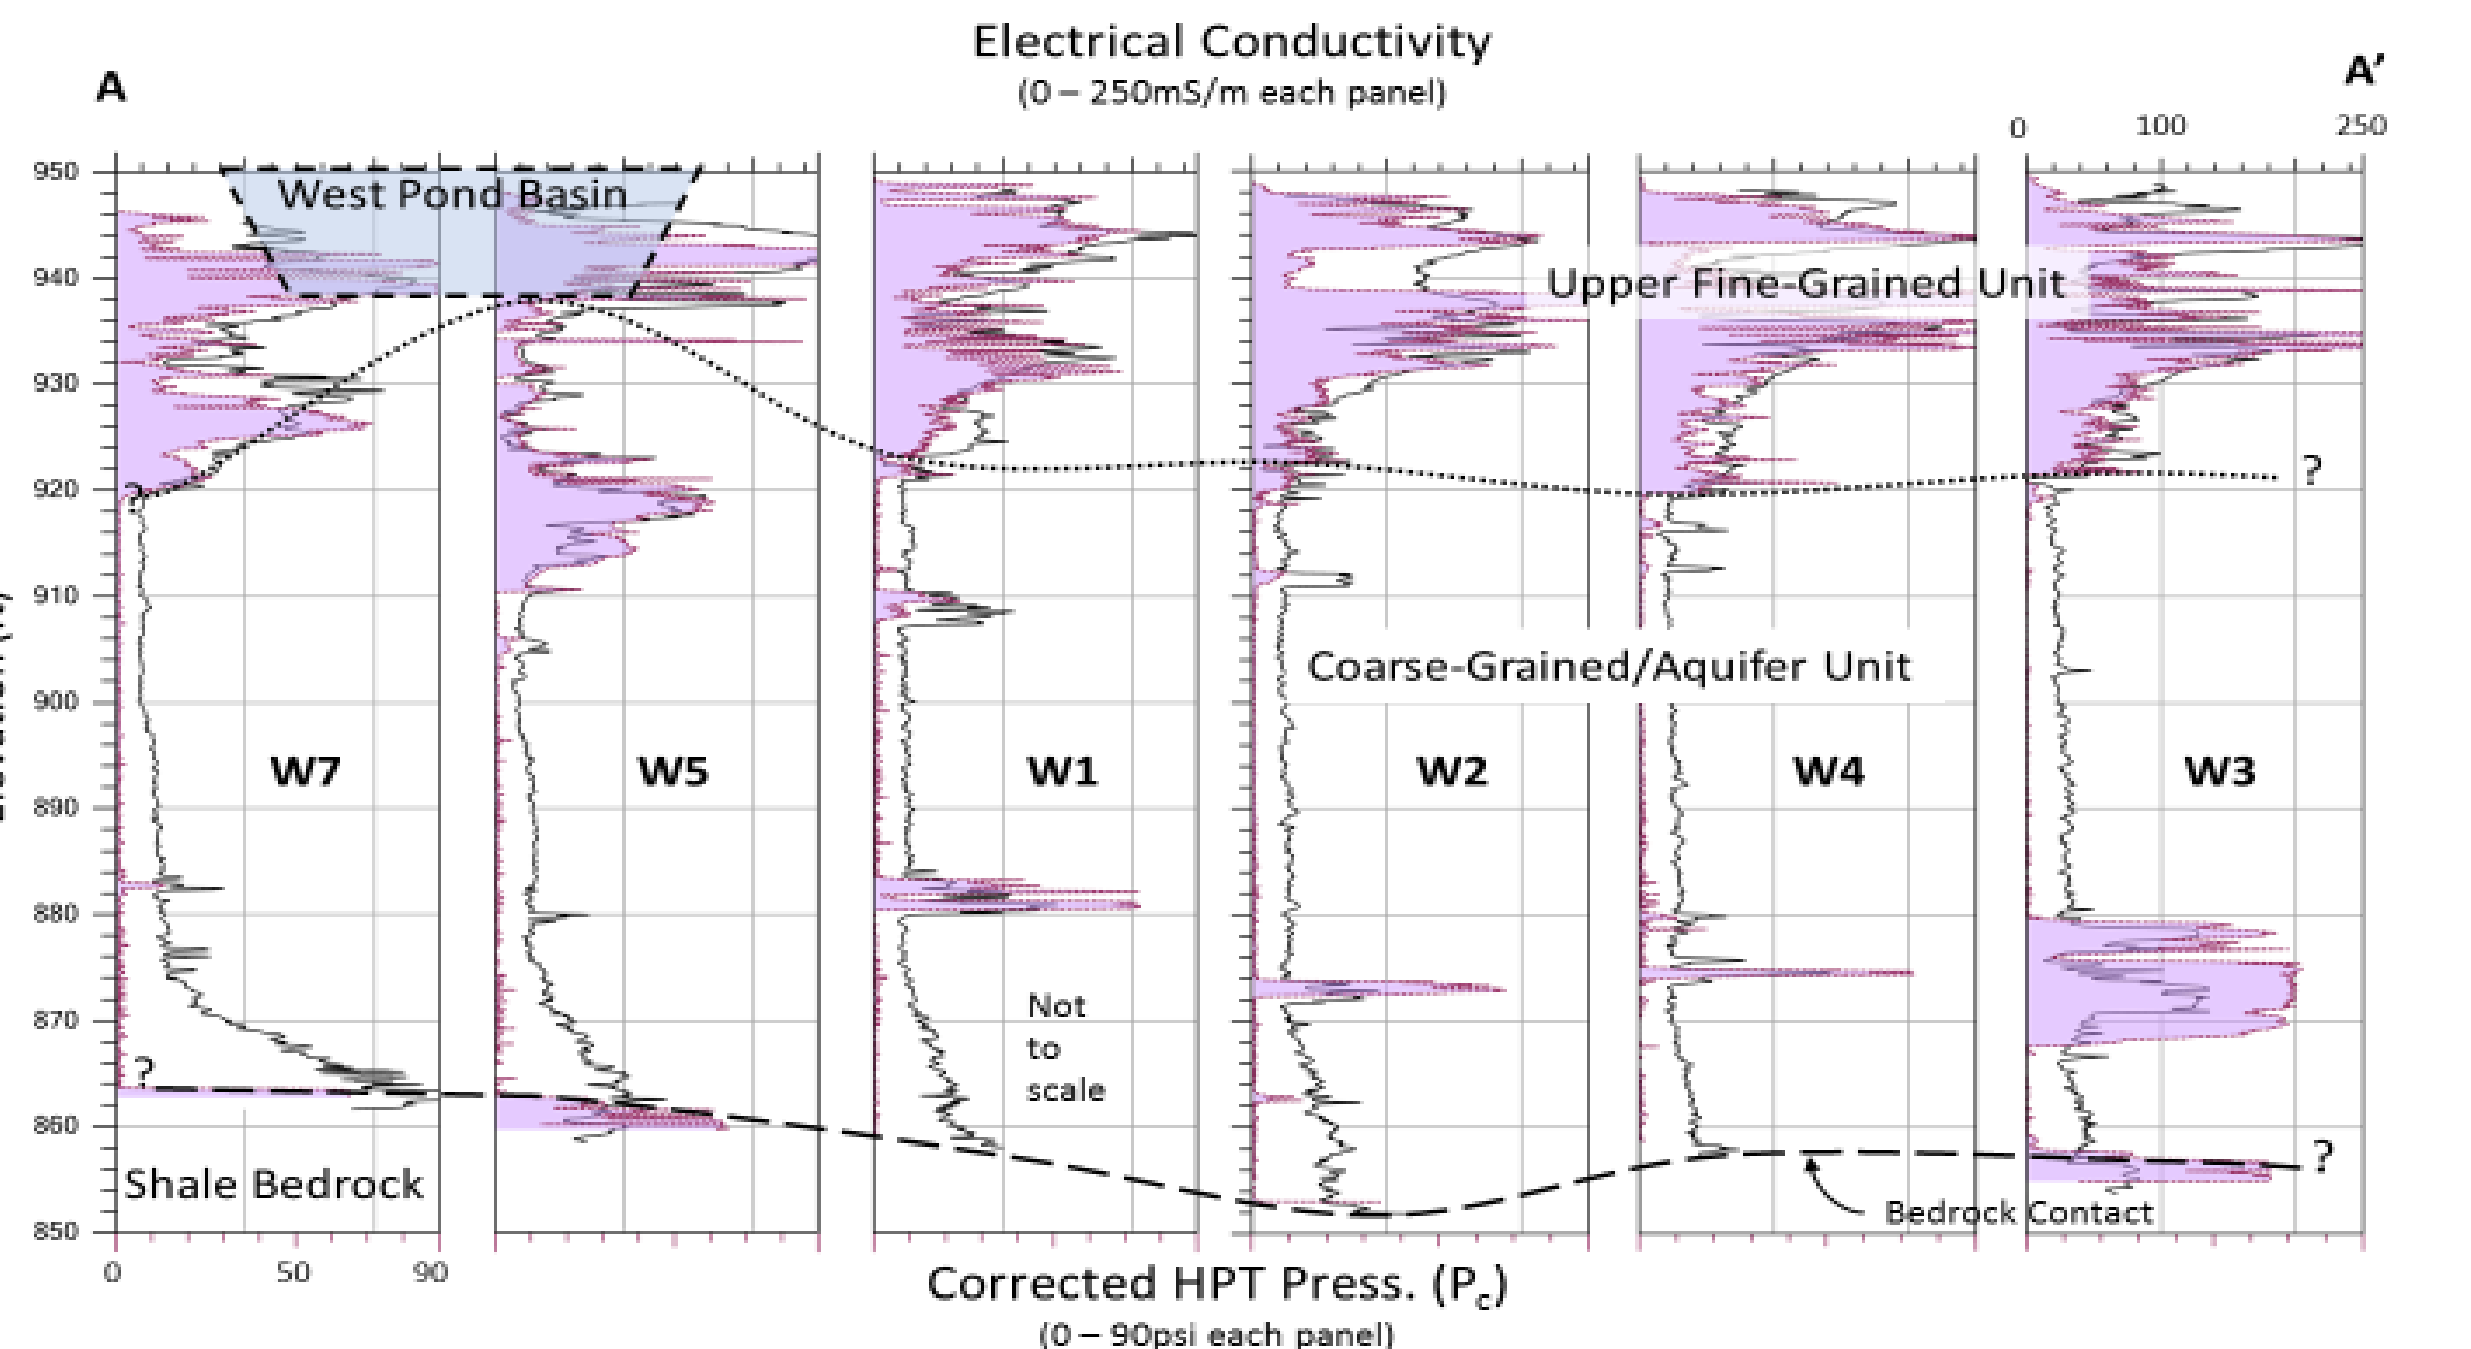 Electrical Conductivity
(0 – 250mS/m each panel)
A
A′
0 100 250
950
West Pond Basin
940
Upper Fine-Grained Unit
930
920
?
?
910
Coarse-Grained/Aquifer Unit
900
W7 W5 W1 W2 W4 W3
890
880
870
Not
to
scale
?
860
?
Shale Bedrock
Bedrock Contact
850
0 50 90
Corrected HPT Press. (Pc)
(0 – 90psi each panel)